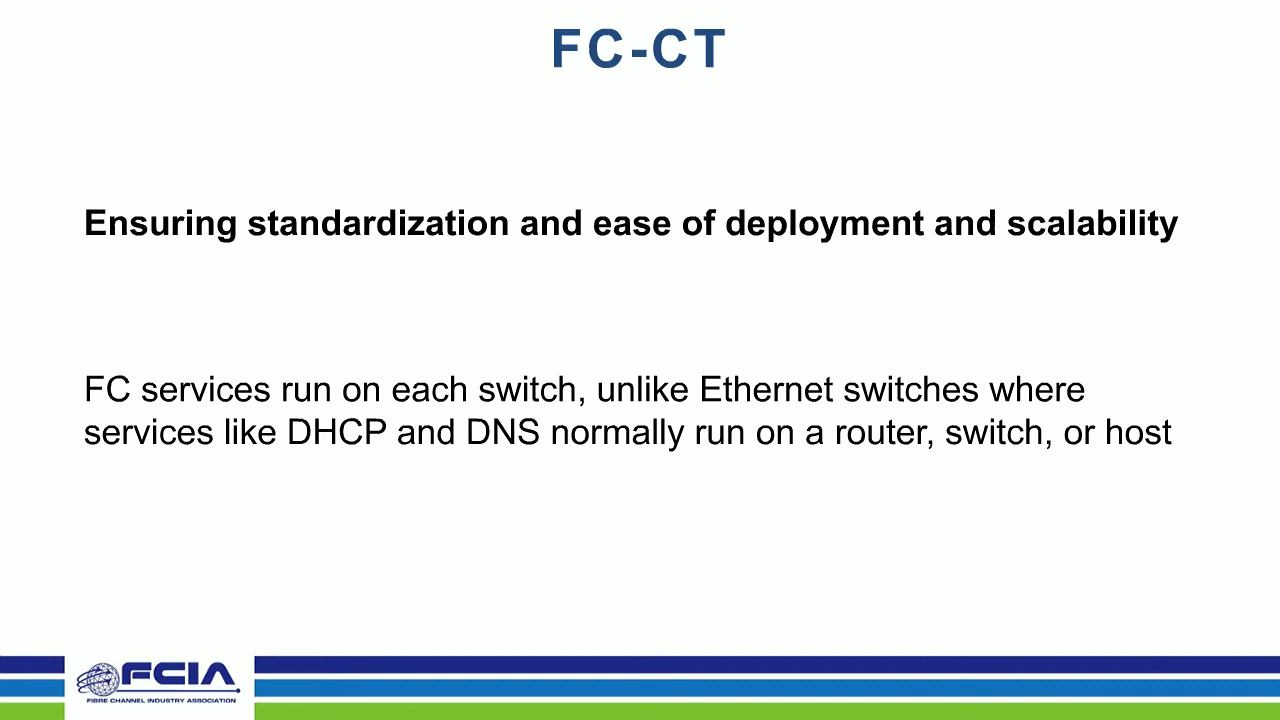 FC-CT
Ensuring standardization and ease of deployment and scalability
FC services run on each switch, unlike Ethernet switches where
services like DHCP and DNS normally run on a router, switch, or host
FCIA
FIBRE CHANNEL INDUSTRY ASSOCIATION